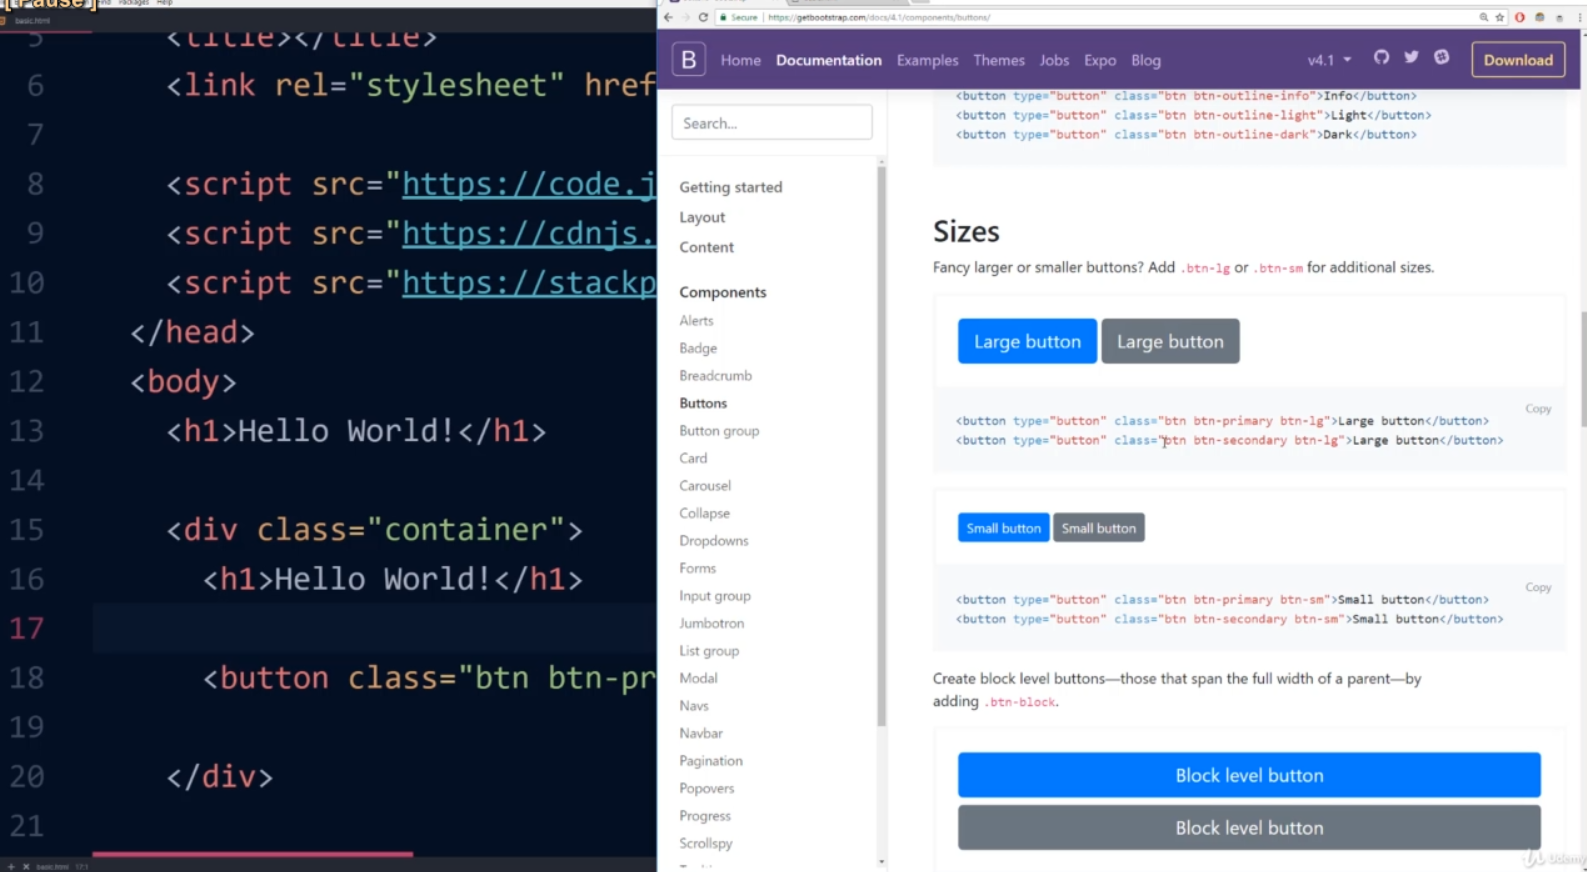 [ Pause ]
Find Packages Help
basic.html
5 <title></title>
6 <link rel="stylesheet" href
7
8 <script src="https://code.j
9 <script src="https://cdnjs.
10 <script src="https://stackp
11 </head>
12 <body>
13 <h1>Hello World!</h1>
14
15 <div class="container">
16 <h1>Hello World!</h1>
17
18 <button class="btn btn-pr
19
20 </div>
21
basic.html 17:1
Secure https://getbootstrap.com/docs/4.1/components/buttons/
B Home Documentation Examples Themes Jobs Expo Blog v4.1 Download
Search...
Getting started
Layout
Content
Components
Alerts
Badge
Breadcrumb
Buttons
Button group
Card
Carousel
Collapse
Dropdowns
Forms
Input group
Jumbotron
List group
Modal
Navs
Navbar
Pagination
Popovers
Progress
Scrollspy
<button type="button" class="btn btn-outline-info">Info</button>
<button type="button" class="btn btn-outline-light">Light</button>
<button type="button" class="btn btn-outline-dark">Dark</button>
Sizes
Fancy larger or smaller buttons? Add .btn-lg or .btn-sm for additional sizes.
Large button Large button
Copy
<button type="button" class="btn btn-primary btn-lg">Large button</button>
<button type="button" class="btn btn-secondary btn-lg">Large button</button>
Small button Small button
Copy
<button type="button" class="btn btn-primary btn-sm">Small button</button>
<button type="button" class="btn btn-secondary btn-sm">Small button</button>
Create block level buttons—those that span the full width of a parent—by
adding .btn-block.
Block level button
Block level button
Udemy